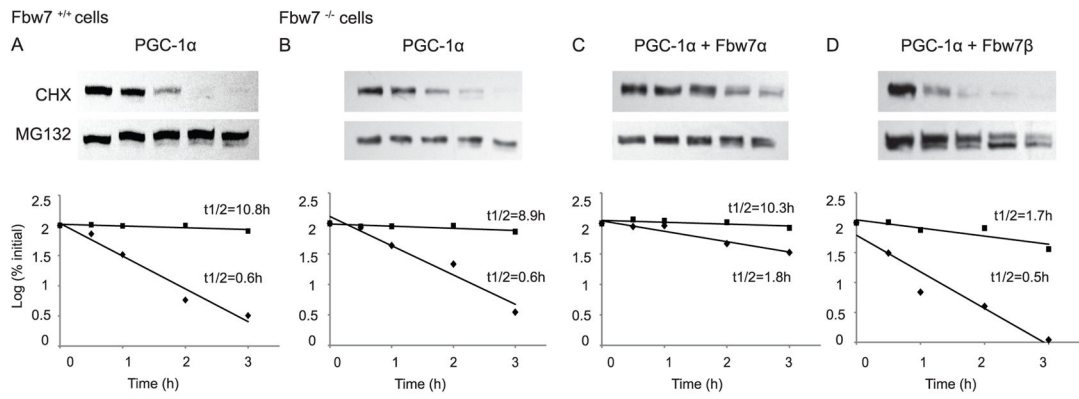 Fbw7 +/+ cells
Fbw7 -/- cells
A
PGC-1α
B
PGC-1α
C
PGC-1α + Fbw7α
D
PGC-1α + Fbw7β
CHX
MG132
Log (% initial)
2.5
2
1.5
1
0.5
0
t1/2=10.8h
t1/2=0.6h
0 1 2 3
Time (h)
2.5
2
1.5
1
0.5
0
t1/2=8.9h
t1/2=0.6h
0 1 2 3
Time (h)
2.5
2
1.5
1
0.5
0
t1/2=10.3h
t1/2=1.8h
0 1 2 3
Time (h)
2.5
2
1.5
1
0.5
0
t1/2=1.7h
t1/2=0.5h
0 1 2 3
Time (h)